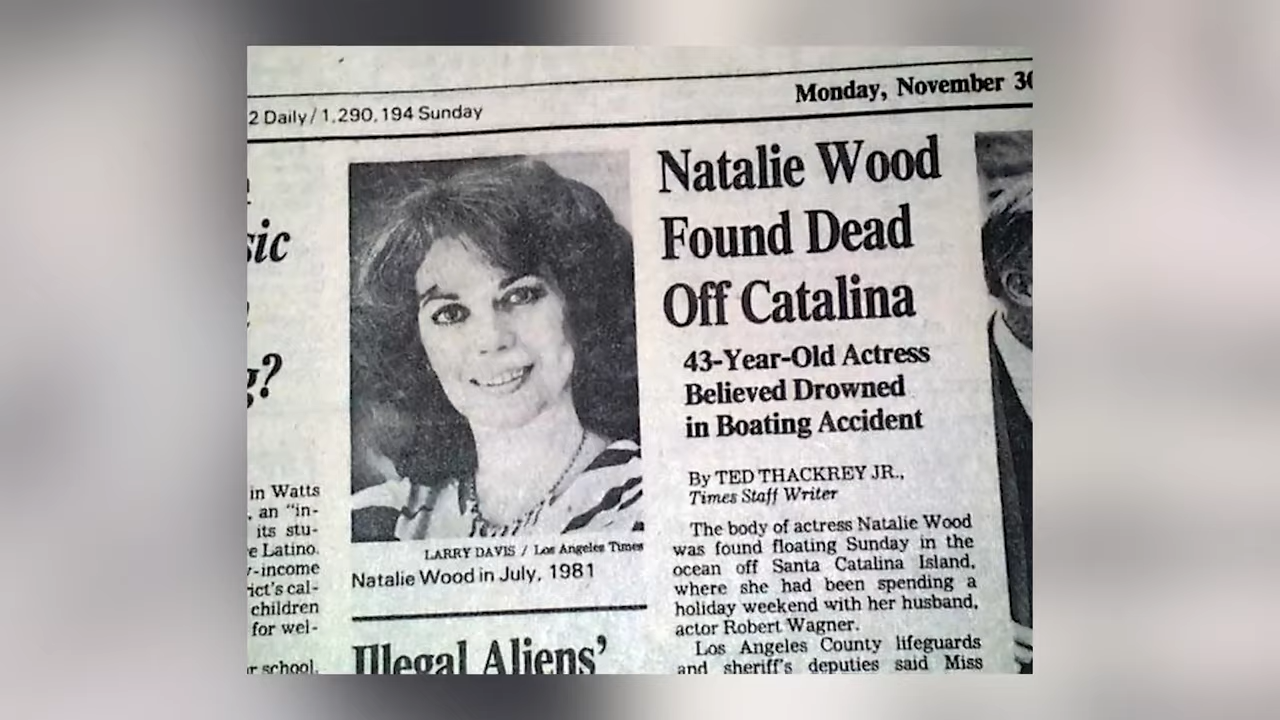 2 Daily / 1,290,194 Sunday
Monday, November 30
sic
?
in Watts
, an “in-
its stu-
Latino.
-income
ict's cal-
children
for wel-
school.
LARRY DAVIS / Los Angeles Times
Natalie Wood in July, 1981
Illegal Aliens’
Natalie Wood
Found Dead
Off Catalina
43-Year-Old Actress
Believed Drowned
in Boating Accident
By TED THACKREY JR.,
Times Staff Writer
The body of actress Natalie Wood
was found floating Sunday in the
ocean off Santa Catalina Island,
where she had been spending a
holiday weekend with her husband,
actor Robert Wagner.
Los Angeles County lifeguards
and sheriff's deputies said Miss